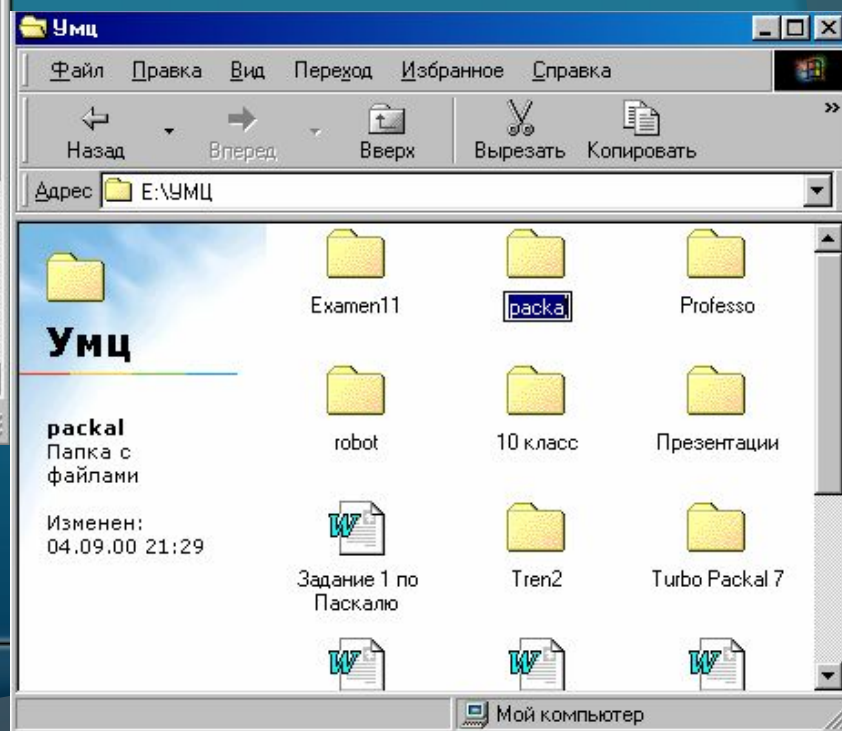 Умц
Файл Правка Вид Переход Избранное Справка
Назад Вперед Вверх Вырезать Копировать »
Адрес E:\УМЦ
Умц
packal
Папка с
файлами
Изменен:
04.09.00 21:29
Examen11 packal Professo
robot 10 класс Презентации
Задание 1 по
Паскалю
Tren2 Turbo Packal 7
Мой компьютер